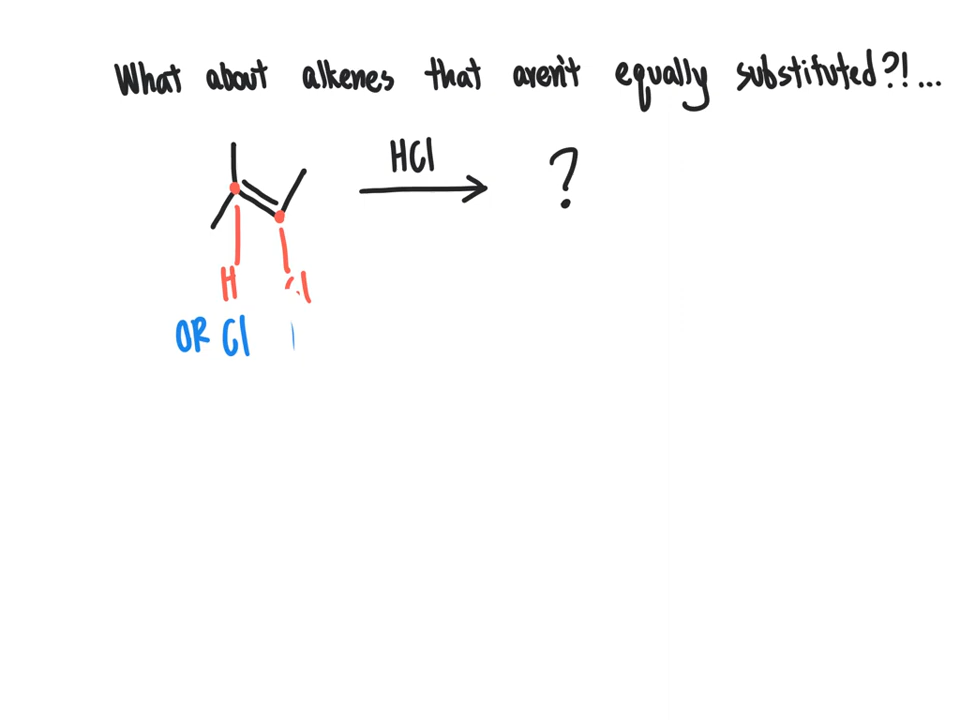 What about alkenes that aren't equally substituted?!...
HCl
?
H
OR Cl